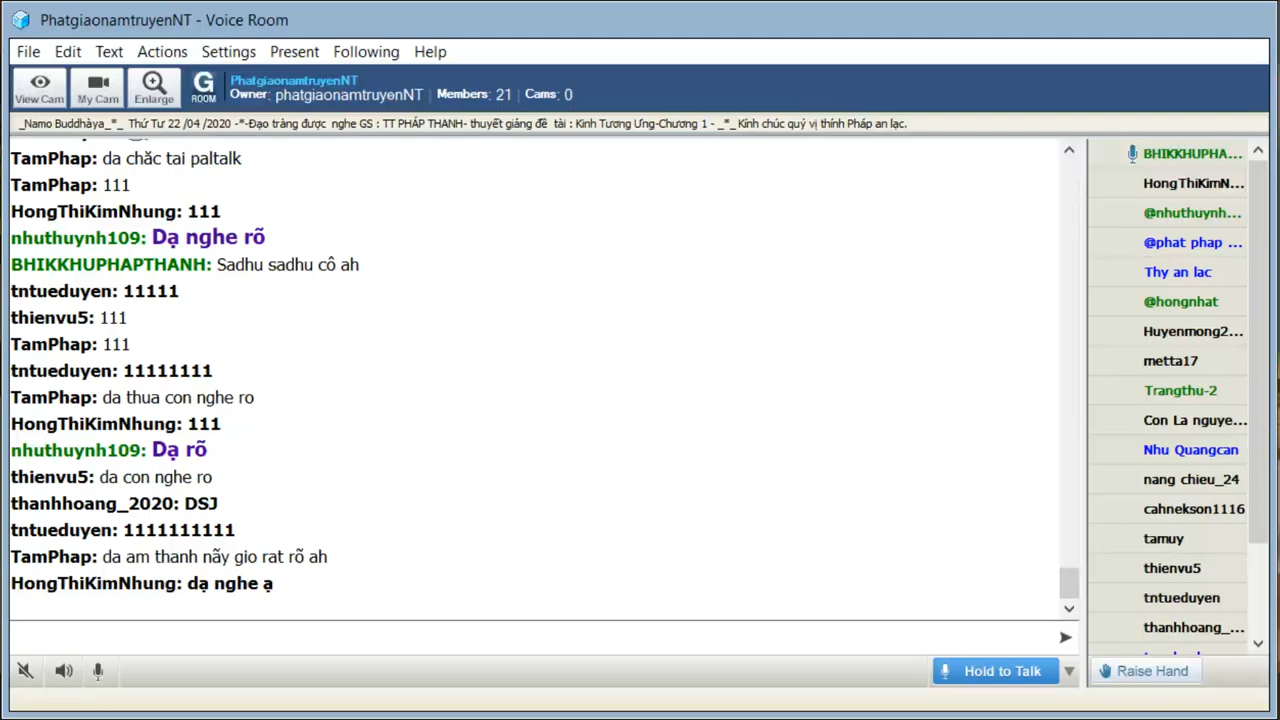 PhatgiaonamtruyenNT - Voice Room
File Edit Text Actions Settings Present Following Help
View Cam My Cam Enlarge G ROOM
PhatgiaonamtruyenNT
Owner: phatgiaonamtruyenNT | Members: 21 | Cams: 0
_Namo Buddhàya_*_ Thứ Tư 22 /04 /2020 -*-Đạo tràng được nghe GS : TT PHÁP THANH- thuyết giảng đề tài : Kinh Tương Ưng-Chương 1 - _*_ Kính chúc quý vị thính Pháp an lạc.
TamPhap: da chăc tai paltalk
TamPhap: 111
HongThiKimNhung: 111
nhuthuynh109: Dạ nghe rõ
BHIKKHUPHAPTHANH: Sadhu sadhu cô ah
tntueduyen: 11111
thienvu5: 111
TamPhap: 111
tntueduyen: 11111111
TamPhap: da thua con nghe ro
HongThiKimNhung: 111
nhuthuynh109: Dạ rõ
thienvu5: da con nghe ro
thanhhoang_2020: DSJ
tntueduyen: 1111111111
TamPhap: da am thanh nãy gio rat rõ ah
HongThiKimNhung: dạ nghe ạ
BHIKKHUPHA...
HongThiKimN...
@nhuthuynh...
@phat phap ...
Thy an lac
@hongnhat
Huyenmong2...
metta17
Trangthu-2
Con La nguye...
Nhu Quangcan
nang chieu_24
cahnekson1116
tamuy
thienvu5
tntueduyen
thanhhoang_...
Hold to Talk
Raise Hand